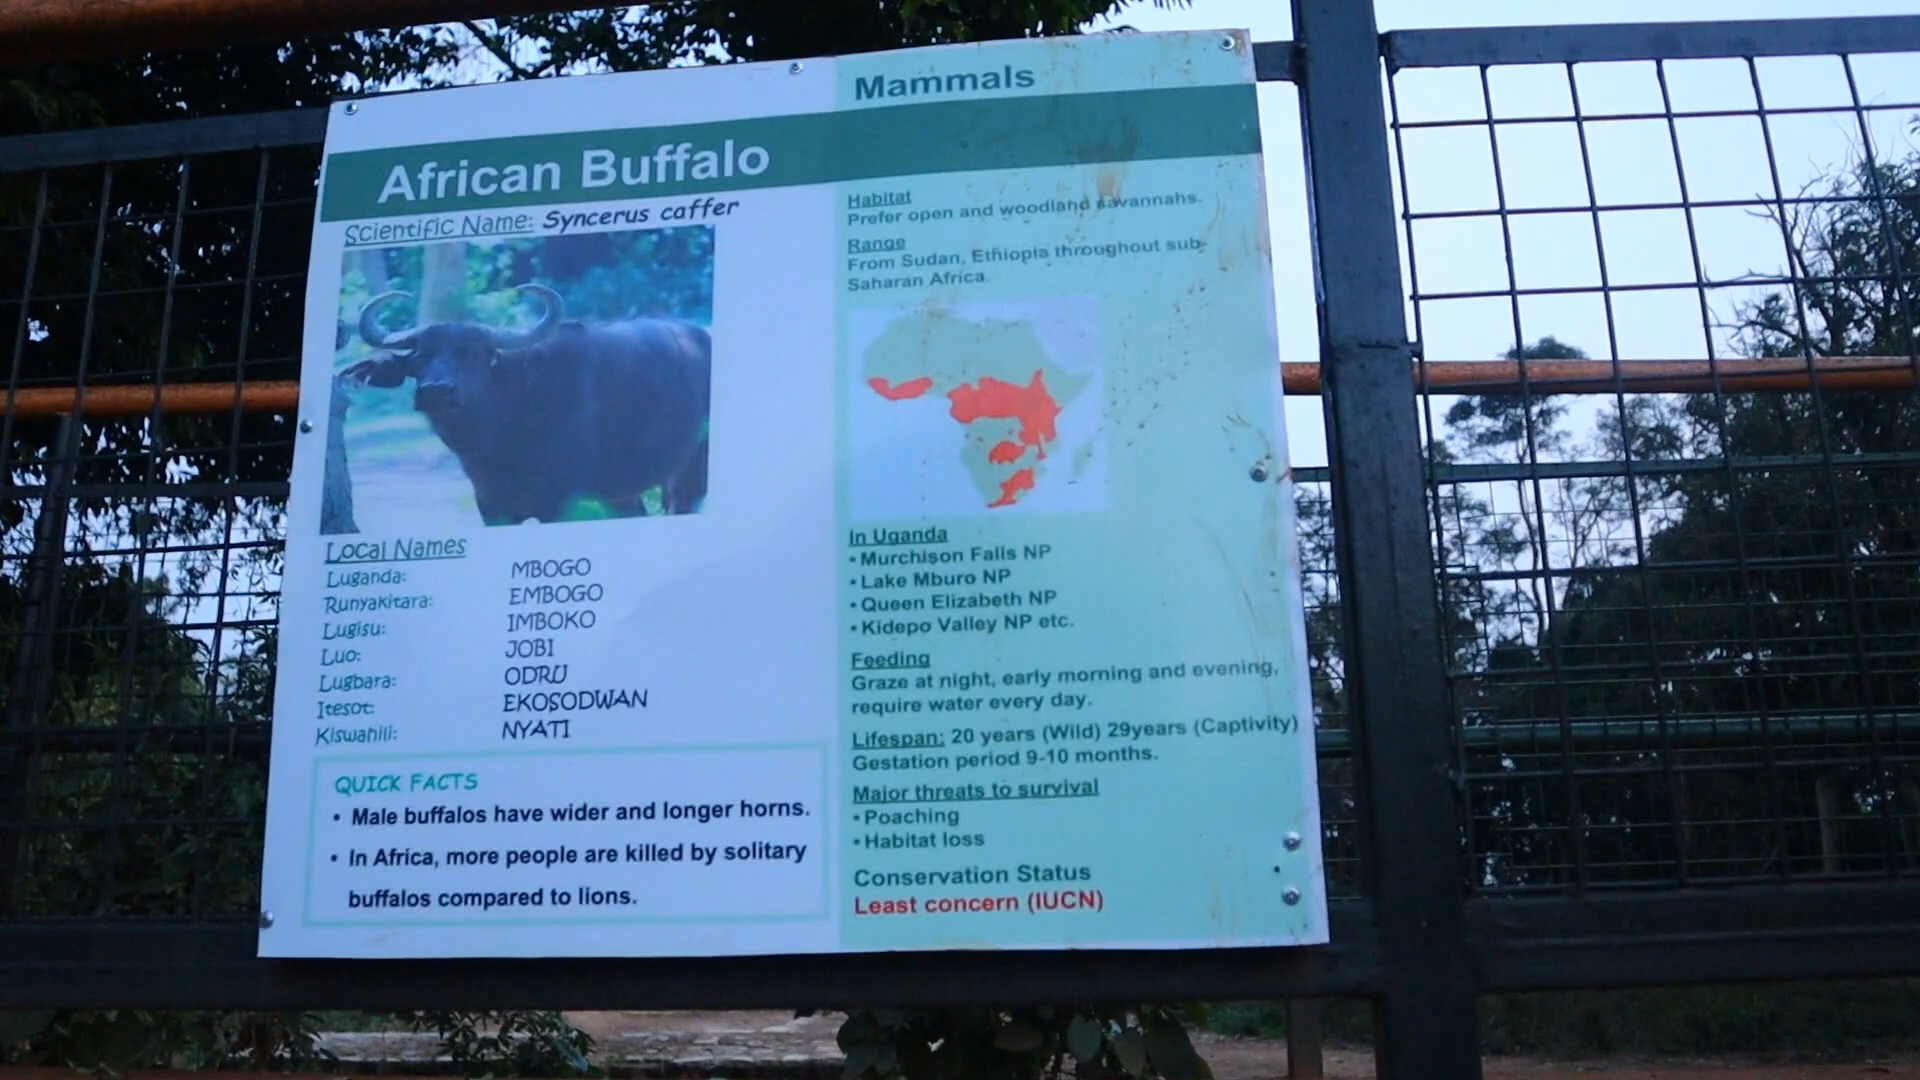 Mammals
African Buffalo
Scientific Name: Syncerus caffer
Local Names
Luganda: MBOGO
Runyakitara: EMBOGO
Lugisu: IMBOKO
Luo: JOBI
Lugbara: ODRU
Itesot: EKOSODWAN
Kiswahili: NYATI
QUICK FACTS
• Male buffalos have wider and longer horns.
• In Africa, more people are killed by solitary
buffalos compared to lions.
Habitat
Prefer open and woodland savannahs.
Range
From Sudan, Ethiopia throughout sub-
Saharan Africa.
In Uganda
• Murchison Falls NP
• Lake Mburo NP
• Queen Elizabeth NP
• Kidepo Valley NP etc.
Feeding
Graze at night, early morning and evening,
require water every day.
Lifespan: 20 years (Wild) 29years (Captivity)
Gestation period 9-10 months.
Major threats to survival
• Poaching
• Habitat loss
Conservation Status
Least concern (IUCN)